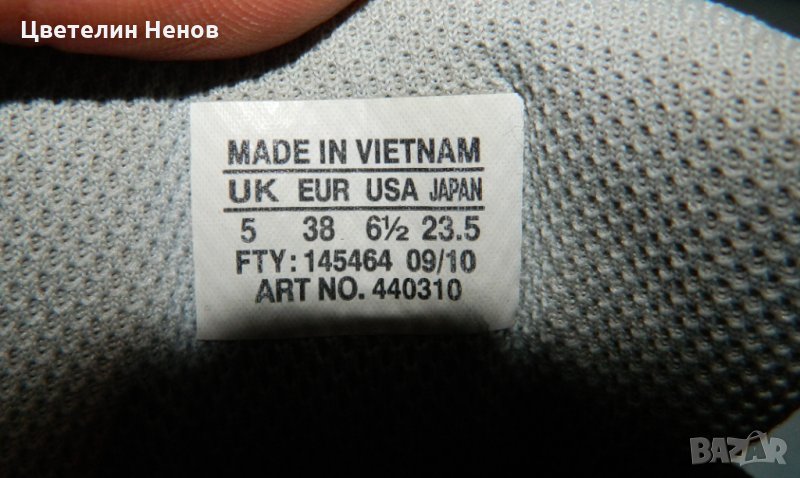 Цветелин Ненов
MADE IN VIETNAM
UK EUR USA JAPAN
5 38 6½ 23.5
FTY: 145464 09/10
ART NO. 440310
BAZAR